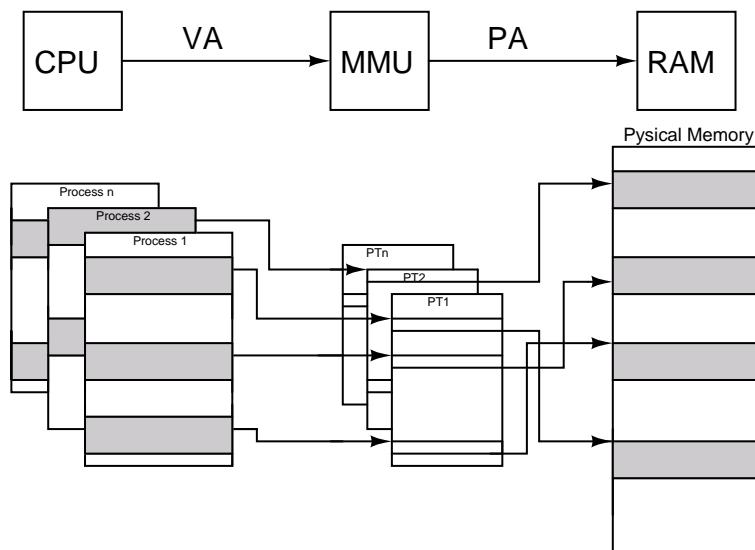 CPU
VA
MMU
PA
RAM
Pysical Memory
Process n
Process 2
Process 1
PTn
PT2
PT1